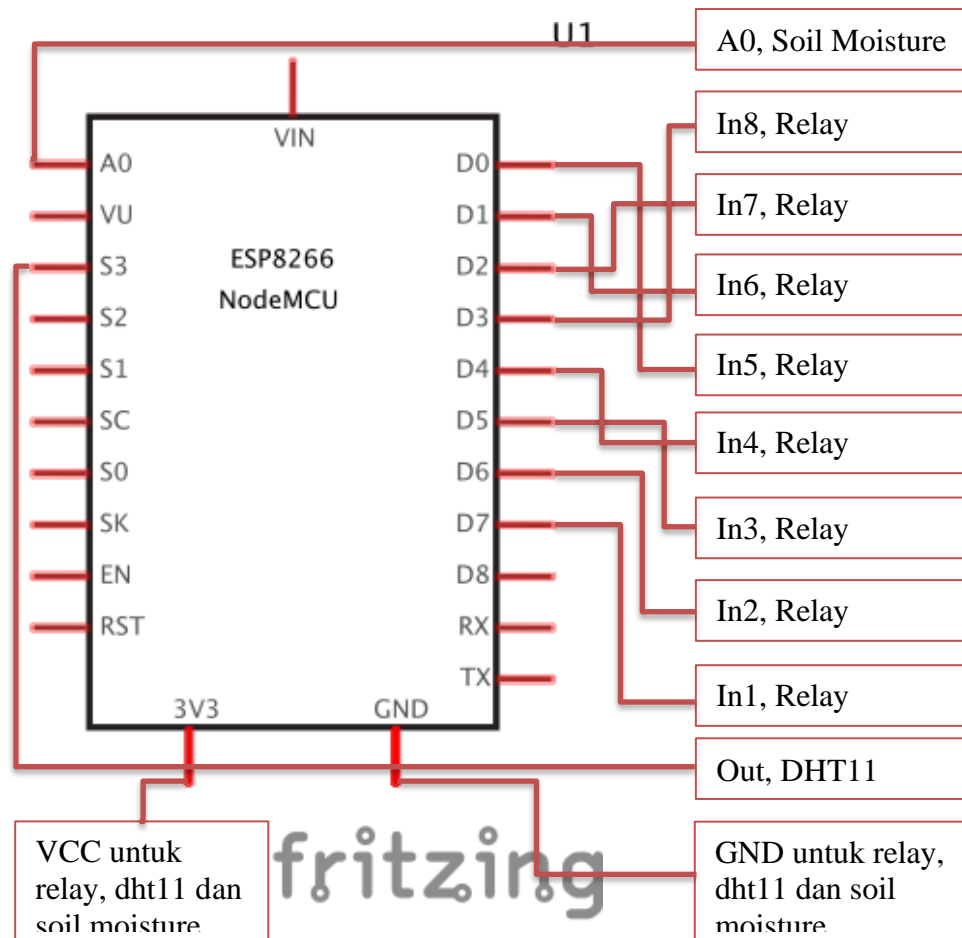 U1
A0, Soil Moisture
In8, Relay
In7, Relay
In6, Relay
In5, Relay
In4, Relay
In3, Relay
In2, Relay
In1, Relay
Out, DHT11
VIN
ESP8266
NodeMCU
A0
VU
S3
S2
S1
SC
S0
SK
EN
RST
D0
D1
D2
D3
D4
D5
D6
D7
D8
RX
TX
3V3
GND
VCC untuk
relay, dht11 dan
soil moisture
fritzing
GND untuk relay,
dht11 dan soil
moisture